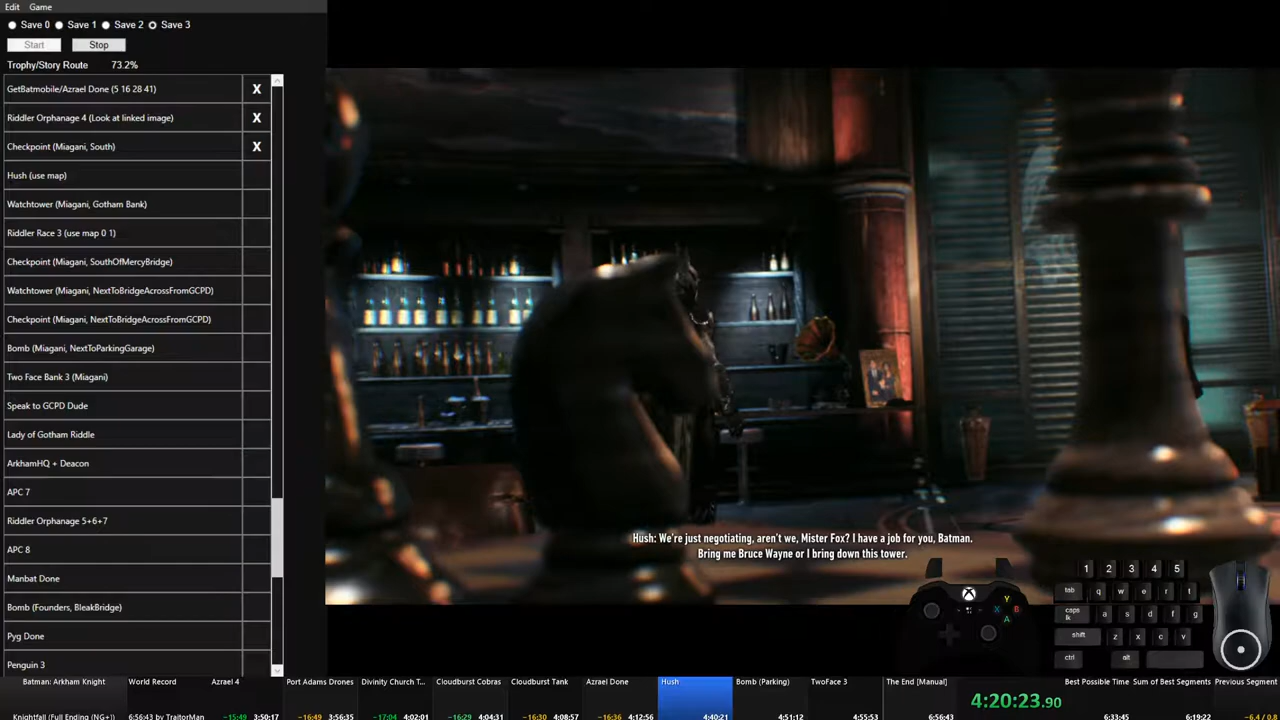 Edit Game
Save 0 Save 1 Save 2 Save 3
Start Stop
Trophy/Story Route 73.2%
GetBatmobile/Azrael Done (5 16 28 41) X
Riddler Orphanage 4 (Look at linked image) X
Checkpoint (Miagani, South) X
Hush (use map)
Watchtower (Miagani, Gotham Bank)
Riddler Race 3 (use map 0 1)
Checkpoint (Miagani, SouthOfMercyBridge)
Watchtower (Miagani, NextToBridgeAcrossFromGCPD)
Checkpoint (Miagani, NextToBridgeAcrossFromGCPD)
Bomb (Miagani, NextToParkingGarage)
Two Face Bank 3 (Miagani)
Speak to GCPD Dude
Lady of Gotham Riddle
ArkhamHQ + Deacon
APC 7
Riddler Orphanage 5+6+7
APC 8
Manbat Done
Bomb (Founders, BleakBridge)
Pyg Done
Penguin 3
Hush: We're just negotiating, aren't we, Mister Fox? I have a job for you, Batman.
Bring me Bruce Wayne or I bring down this tower.
Y
X B
A
1 2 3 4 5
tab q w e r t
caps lk a s d f g
shift z x c v
ctrl alt
Batman: Arkham Knight World Record Azrael 4 Port Adams Drones Divinity Church T... Cloudburst Cobras Cloudburst Tank Azrael Done Hush Bomb (Parking) TwoFace 3 The End [Manual] 4:20:23.90 Best Possible Time Sum of Best Segments Previous Segment
Knightfall (Full Ending (NG+)) 6:56:43 by TraitorMan -15:49 3:50:17 -16:49 3:56:35 -17:04 4:02:01 -16:29 4:04:31 -16:30 4:08:57 -16:36 4:12:56 4:40:21 4:51:12 4:55:53 6:56:43 6:33:45 6:19:22 -6.4 / 0.0